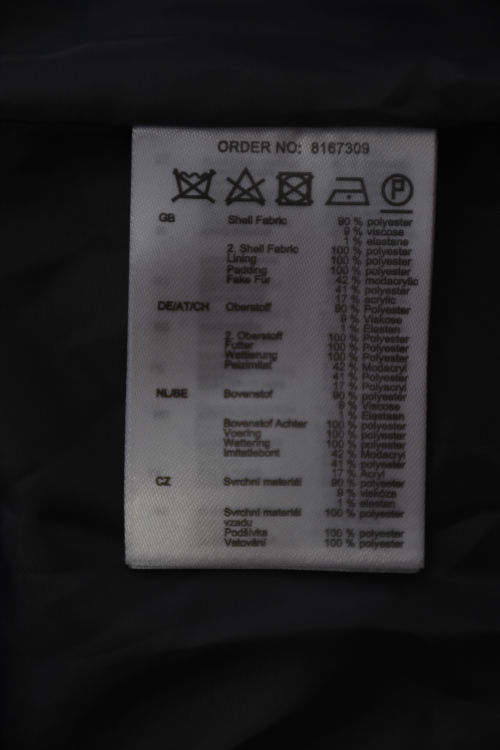 ORDER NO: 8167309
P
GB Shell Fabric 90 % polyester
9 % viscose
1 % elastane
2. Shell Fabric 100 % polyester
Lining 100 % polyester
Padding 100 % polyester
Fake Fur 42 % modacrylic
41 % polyester
17 % acrylic
DE/AT/CH Oberstoff 90 % Polyester
9 % Viskose
1 % Elastan
2. Oberstoff 100 % Polyester
Futter 100 % Polyester
Wattierung 100 % Polyester
Pelzimitat 42 % Modacryl
41 % Polyester
17 % Polyacryl
NL/BE Bovenstof 90 % polyester
9 % Viscose
1 % Elastaan
Bovenstof Achter 100 % polyester
Voering 100 % polyester
Wattering 100 % polyester
Imitatiebont 42 % Modacryl
41 % polyester
17 % Acryl
CZ Svrchní materiál 90 % polyester
9 % viskóza
1 % elastan
Svrchní materiál 100 % polyester
vzadu
Podšívka 100 % polyester
Vatování 100 % polyester